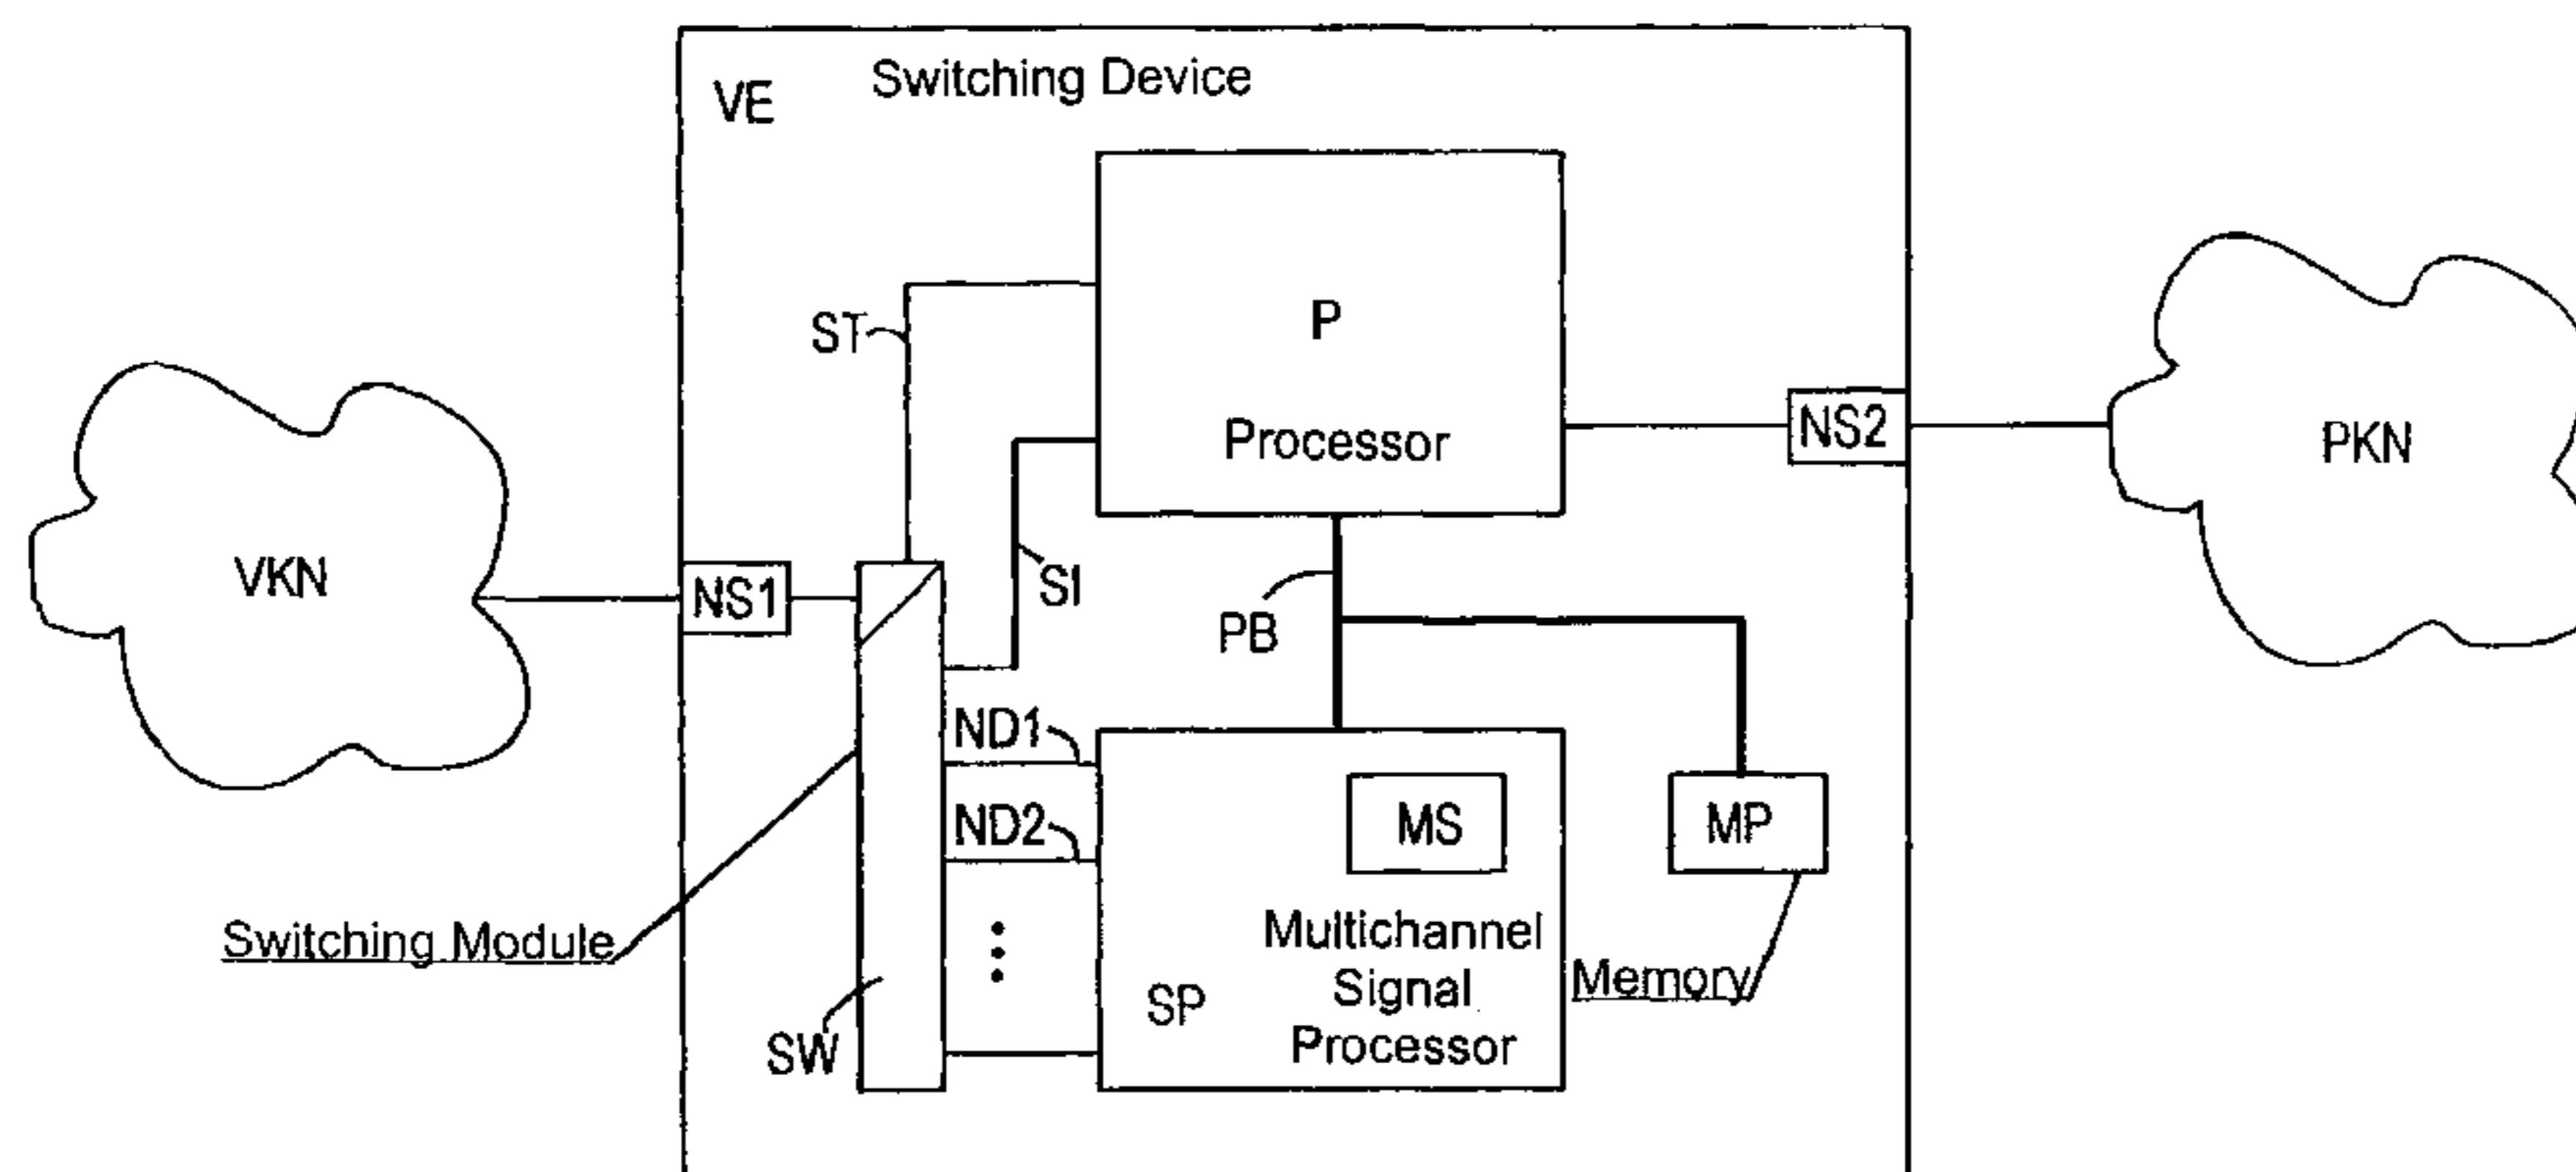 VE
Switching Device
P
Processor
ST
SI
NS2
PKN
VKN
NS1
PB
ND1
ND2
MS
MP
Switching Module
SW
SP
Multichannel
Signal
Processor
Memory